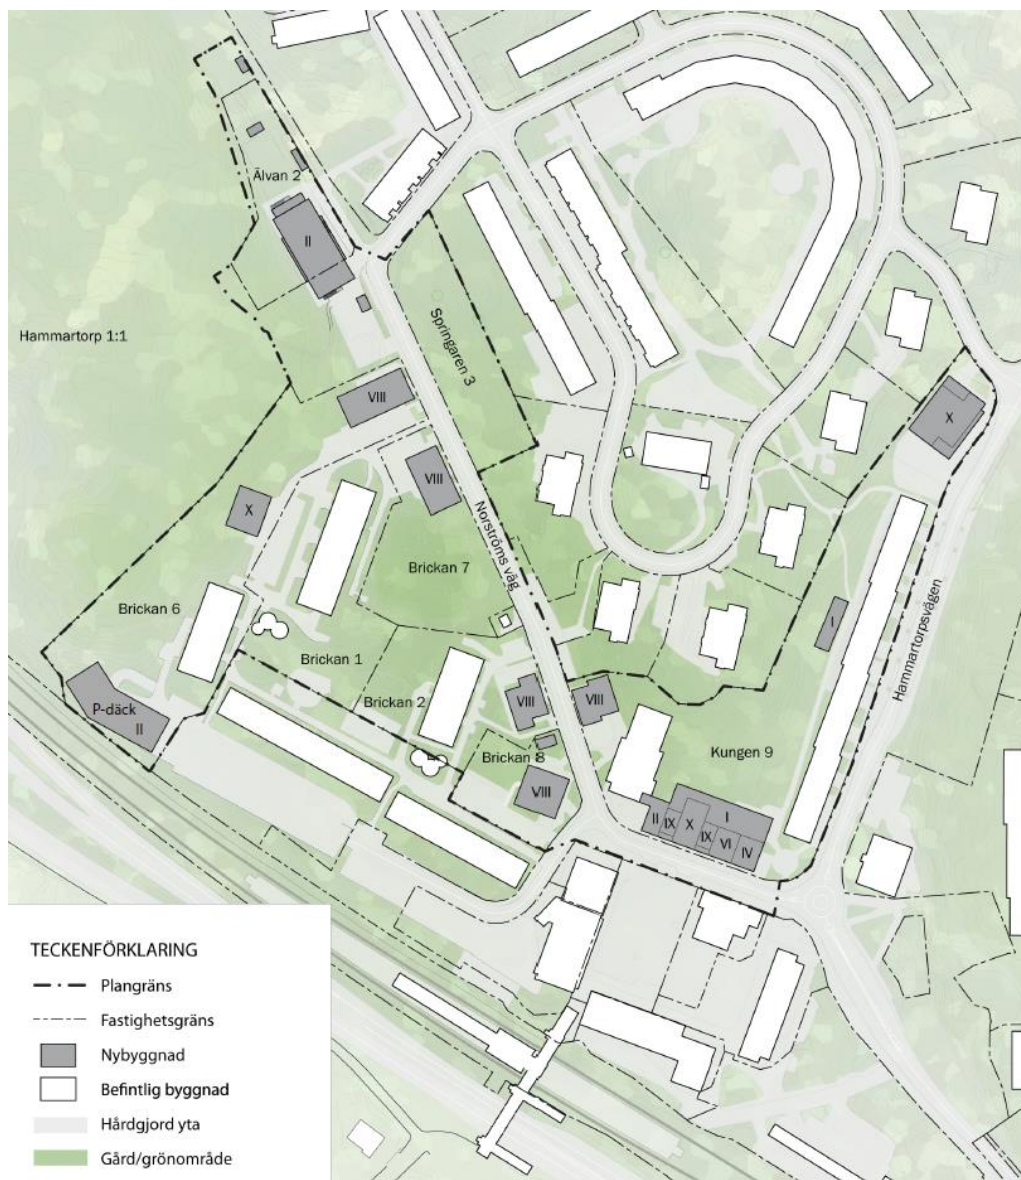 Älvan 2
II
Hammartorp 1:1
Springaren 3
VIII
X
VIII
X
Norströms väg
Brickan 7
Brickan 6
I
Brickan 1
Hammartorpsvägen
Brickan 2
VIII
VIII
P-däck
II
Brickan 8
Kungen 9
VIII
II
IX
X
I
IX
VI
IV
TECKENFÖRKLARING
Plangräns
Fastighetsgräns
Nybyggnad
Befintlig byggnad
Hårdgjord yta
Gård/grönområde